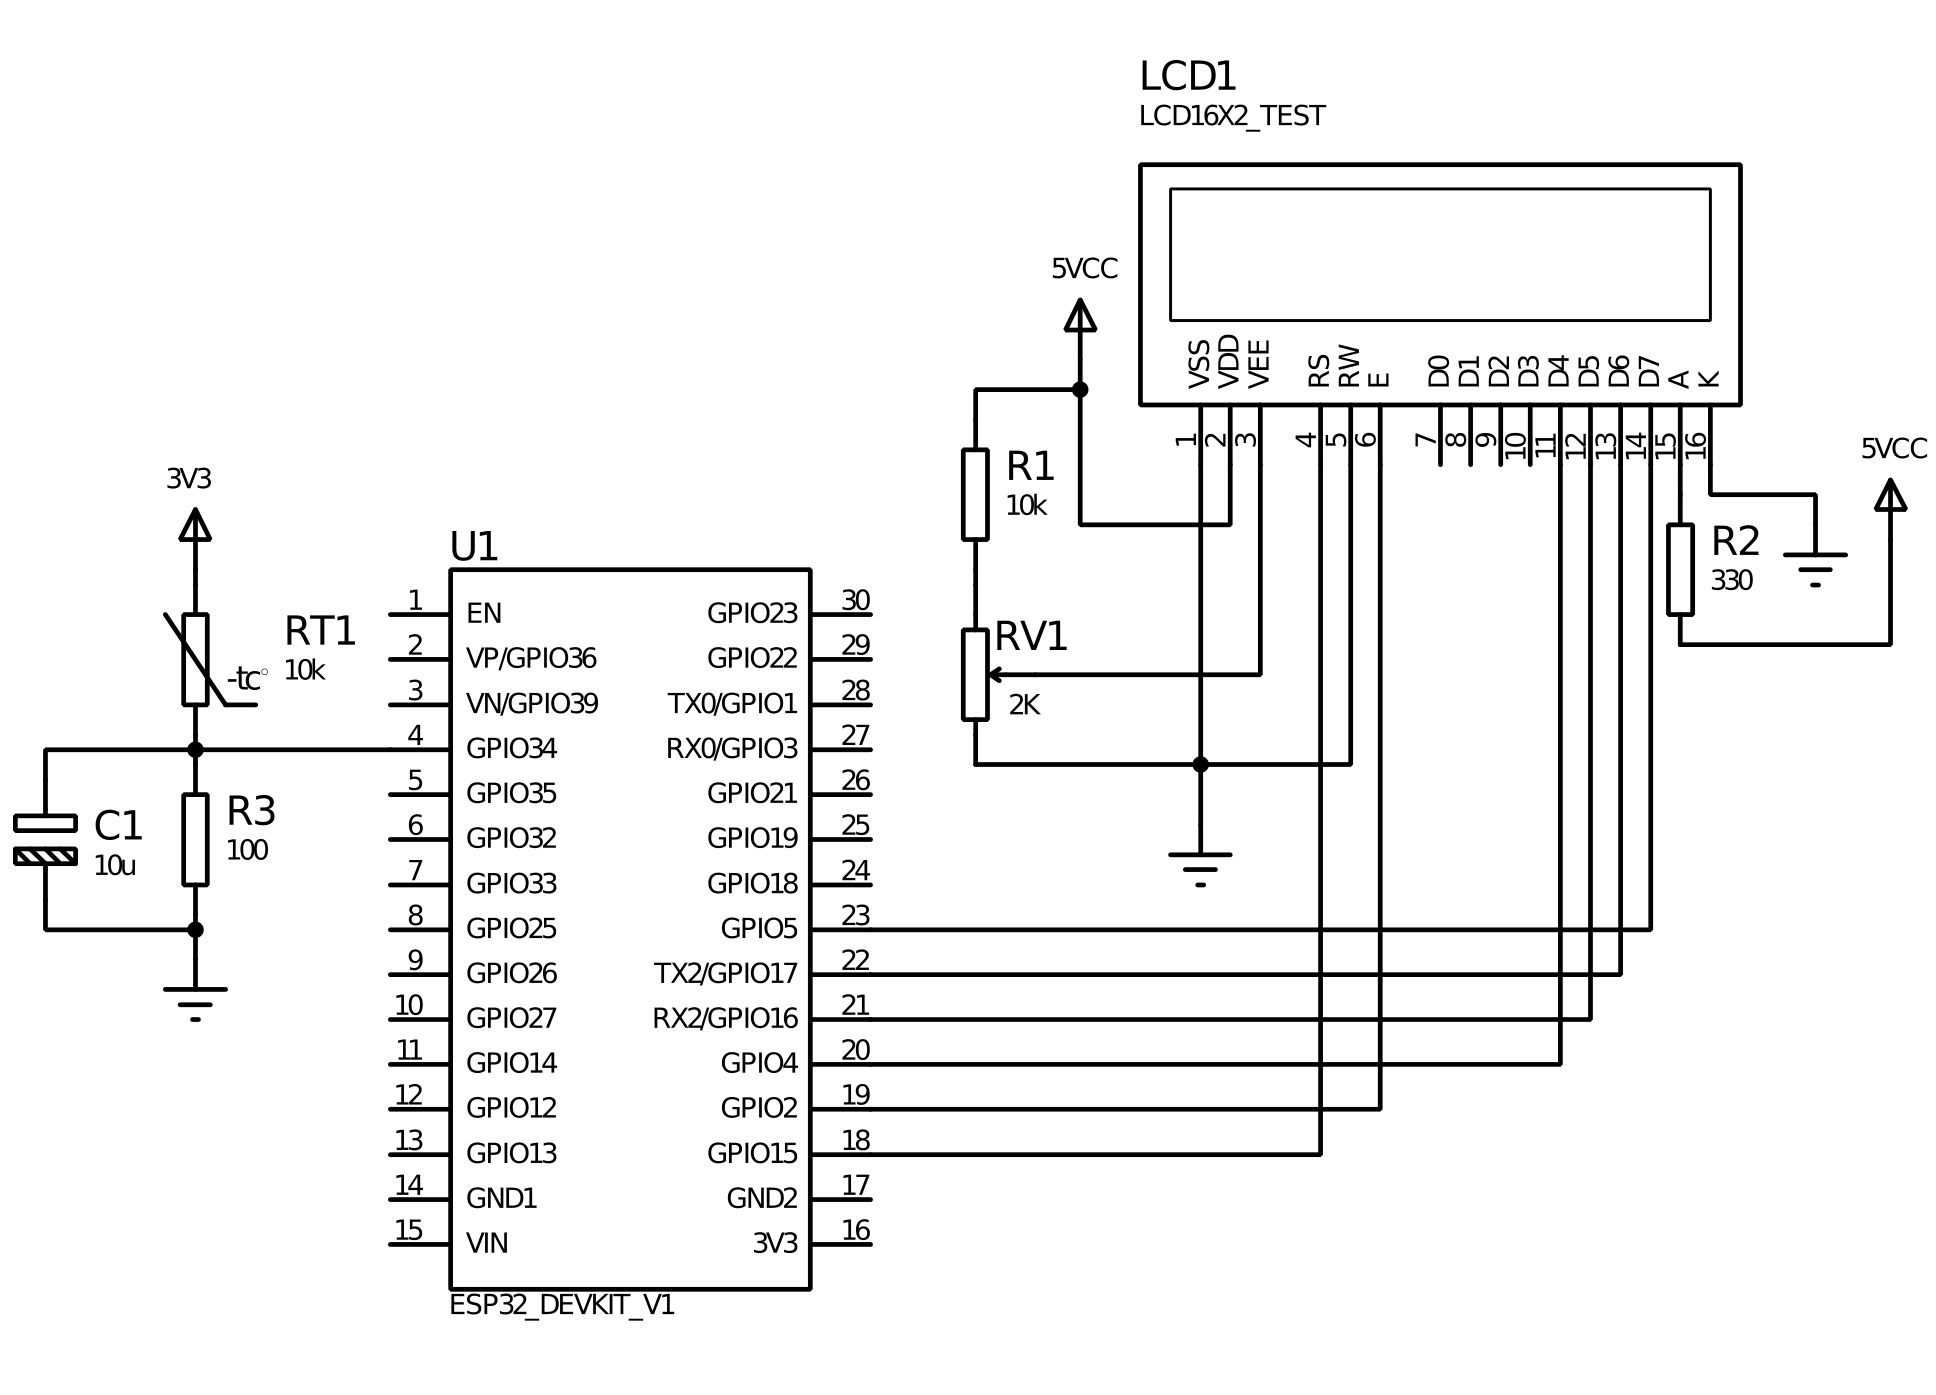 LCD1
LCD16X2_TEST
5VCC
VSS
VDD
VEE
RS
RW
E
D0
D1
D2
D3
D4
D5
D6
D7
A
K
1
2
3
4
5
6
7
8
9
10
11
12
13
14
15
16
5VCC
R1
10k
R2
330
RV1
2K
3V3
RT1
10k
-tc°
C1
10u
R3
100
U1
1 EN GPIO23 30
2 VP/GPIO36 GPIO22 29
3 VN/GPIO39 TX0/GPIO1 28
4 GPIO34 RX0/GPIO3 27
5 GPIO35 GPIO21 26
6 GPIO32 GPIO19 25
7 GPIO33 GPIO18 24
8 GPIO25 GPIO5 23
9 GPIO26 TX2/GPIO17 22
10 GPIO27 RX2/GPIO16 21
11 GPIO14 GPIO4 20
12 GPIO12 GPIO2 19
13 GPIO13 GPIO15 18
14 GND1 GND2 17
15 VIN 3V3 16
ESP32_DEVKIT_V1